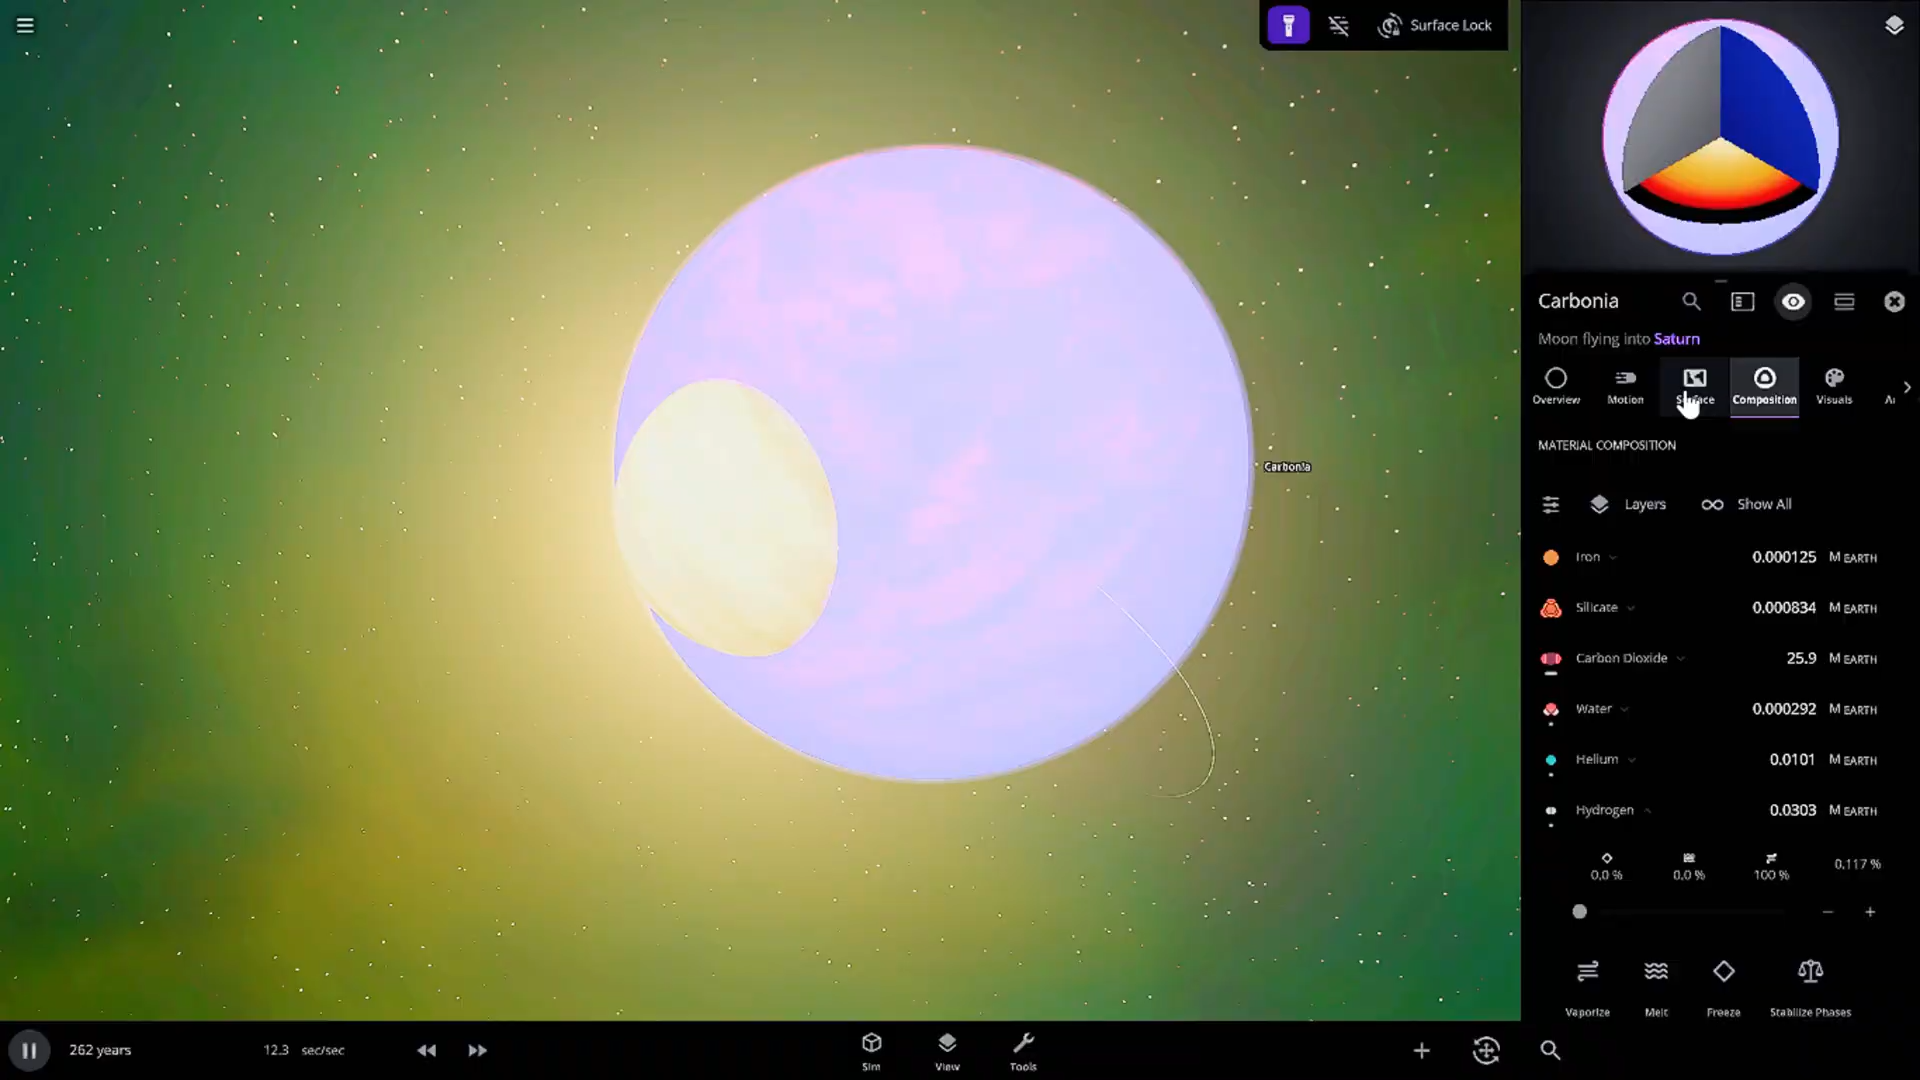 Surface Lock
Carbonia
Moon flying into Saturn
Overview Motion Surface Composition Visuals
MATERIAL COMPOSITION
Layers Show All
Iron 0.000125 M EARTH
Silicate 0.000834 M EARTH
Carbon Dioxide 25.9 M EARTH
Water 0.000292 M EARTH
Helium 0.0101 M EARTH
Hydrogen 0.0303 M EARTH
0.0 % 0.0 % 100 % 0.117 %
Vaporize Melt Freeze Stabilize Phases
Carbonia
262 years 12.3 sec/sec
Sim View Tools